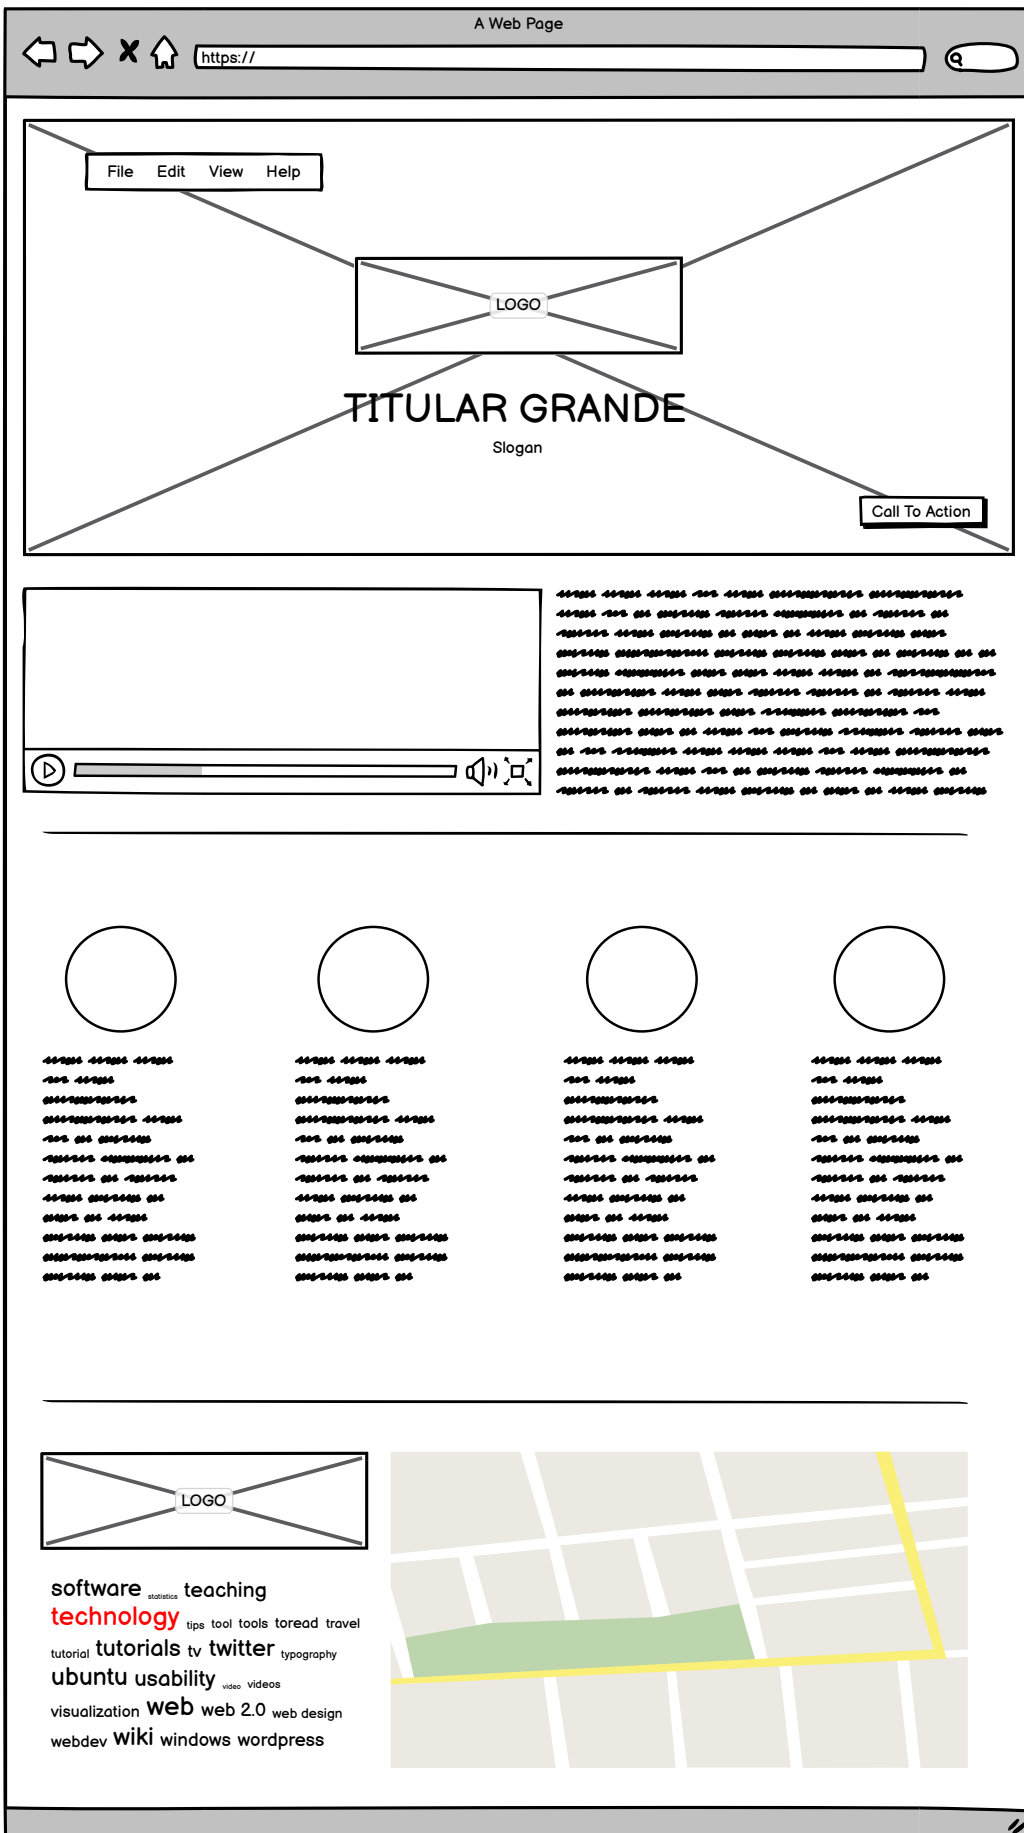 A Web Page
https://
File Edit View Help
LOGO
TITULAR GRANDE
Slogan
Call To Action
LOGO
software statistics teaching
technology tips tool tools toread travel
tutorial tutorials tv twitter typography
ubuntu usability video videos
visualization web web 2.0 web design
webdev wiki windows wordpress